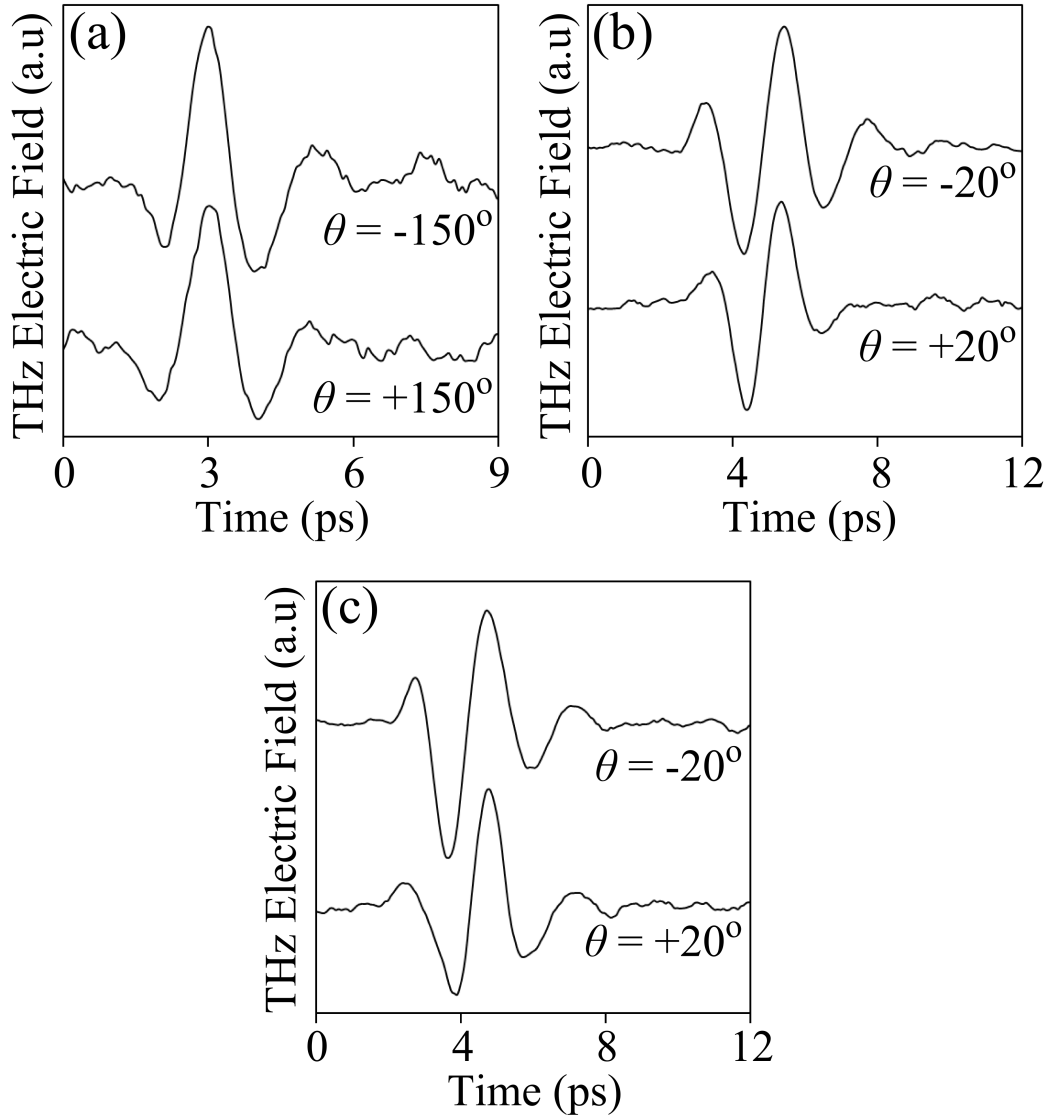 (a)
THz Electric Field (a.u)
θ = -150°
θ = +150°
0 3 6 9
Time (ps)
(b)
THz Electric Field (a.u)
θ = -20°
θ = +20°
0 4 8 12
Time (ps)
(c)
THz Electric Field (a.u)
θ = -20°
θ = +20°
0 4 8 12
Time (ps)